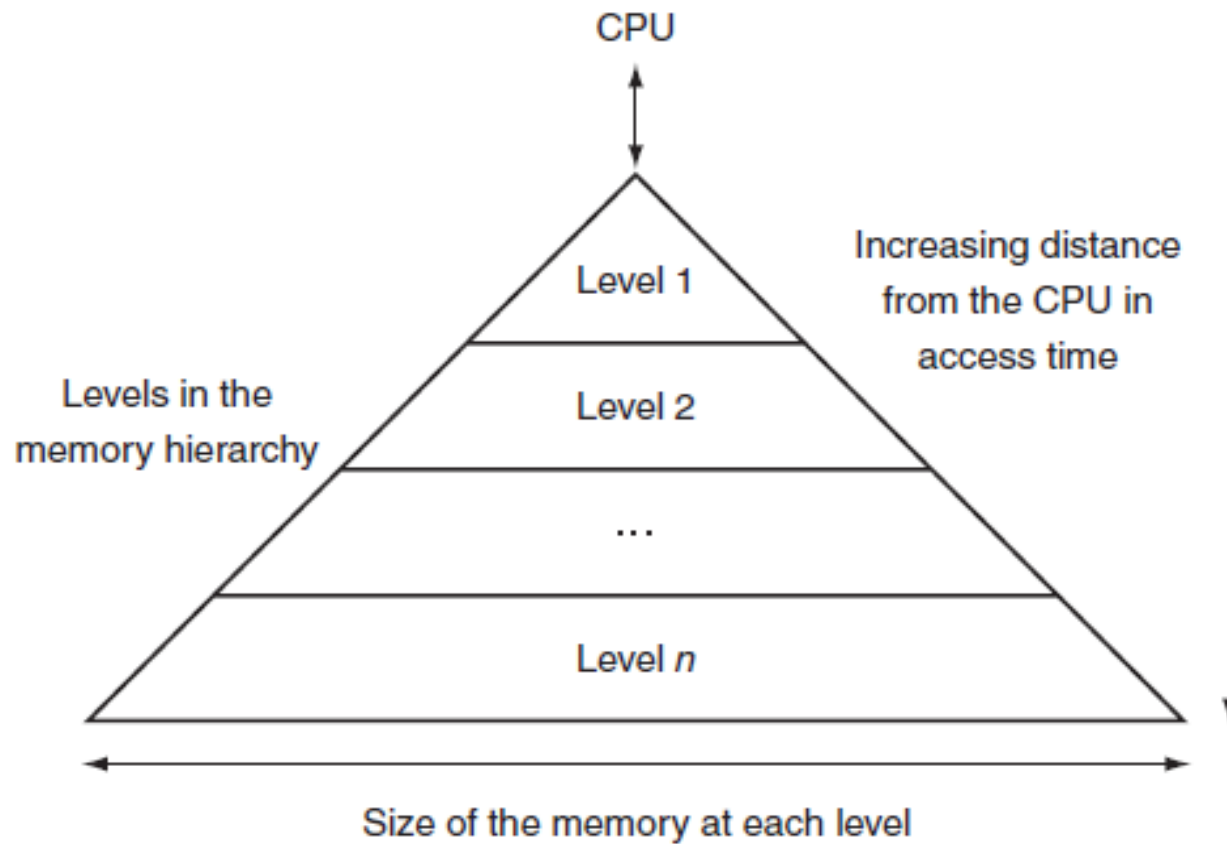 CPU
Level 1
Increasing distance
from the CPU in
access time
Levels in the
memory hierarchy
Level 2
...
Level n
Size of the memory at each level